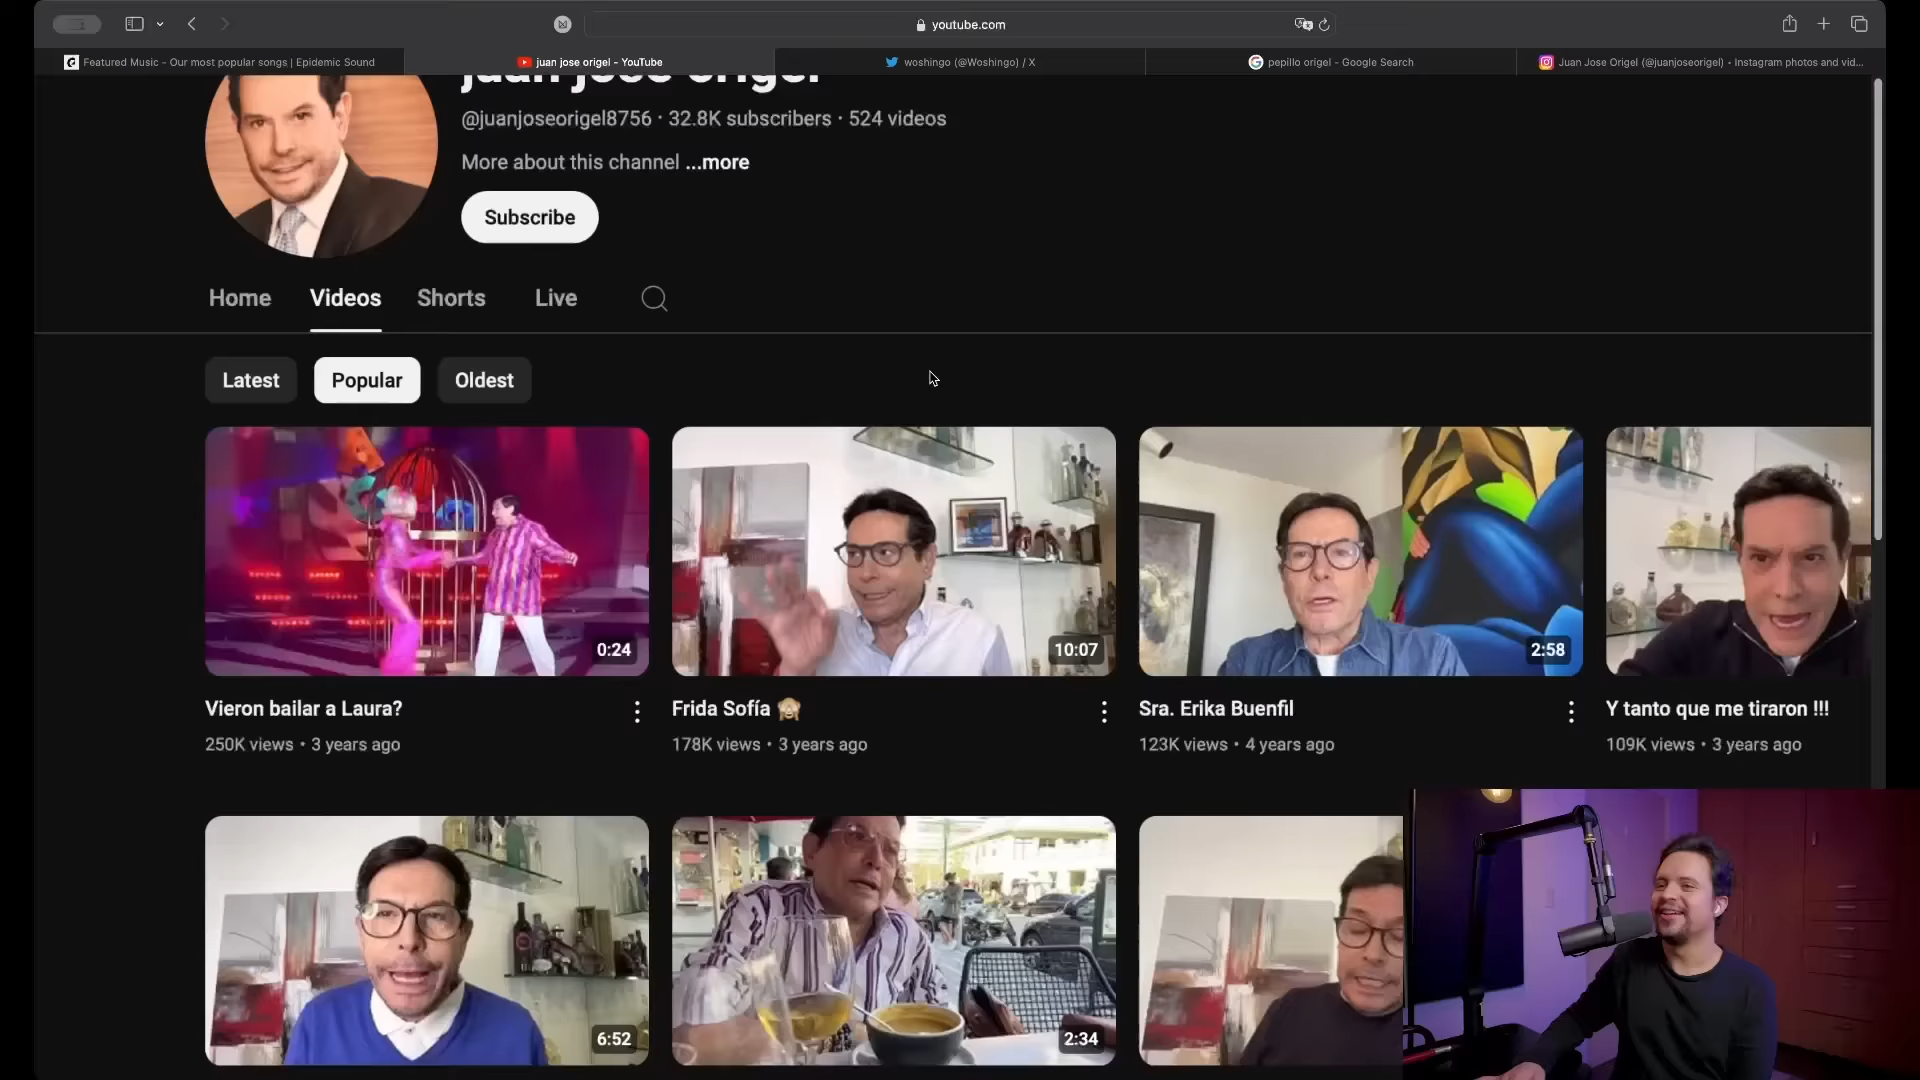 youtube.com
Featured Music - Our most popular songs | Epidemic Sound
juan jose origel - YouTube
woshingo (@Woshingo) / X
pepillo origel - Google Search
Juan Jose Origel (@juanjoseorigel) • Instagram photos and vid...
juan jose origel
@juanjoseorigel8756 · 32.8K subscribers · 524 videos
More about this channel ...more
Subscribe
Home
Videos
Shorts
Live
Latest
Popular
Oldest
0:24
10:07
2:58
Vieron bailar a Laura?
Frida Sofía 🙈
Sra. Erika Buenfil
Y tanto que me tiraron !!!
250K views • 3 years ago
178K views • 3 years ago
123K views • 4 years ago
109K views • 3 years ago
6:52
2:34